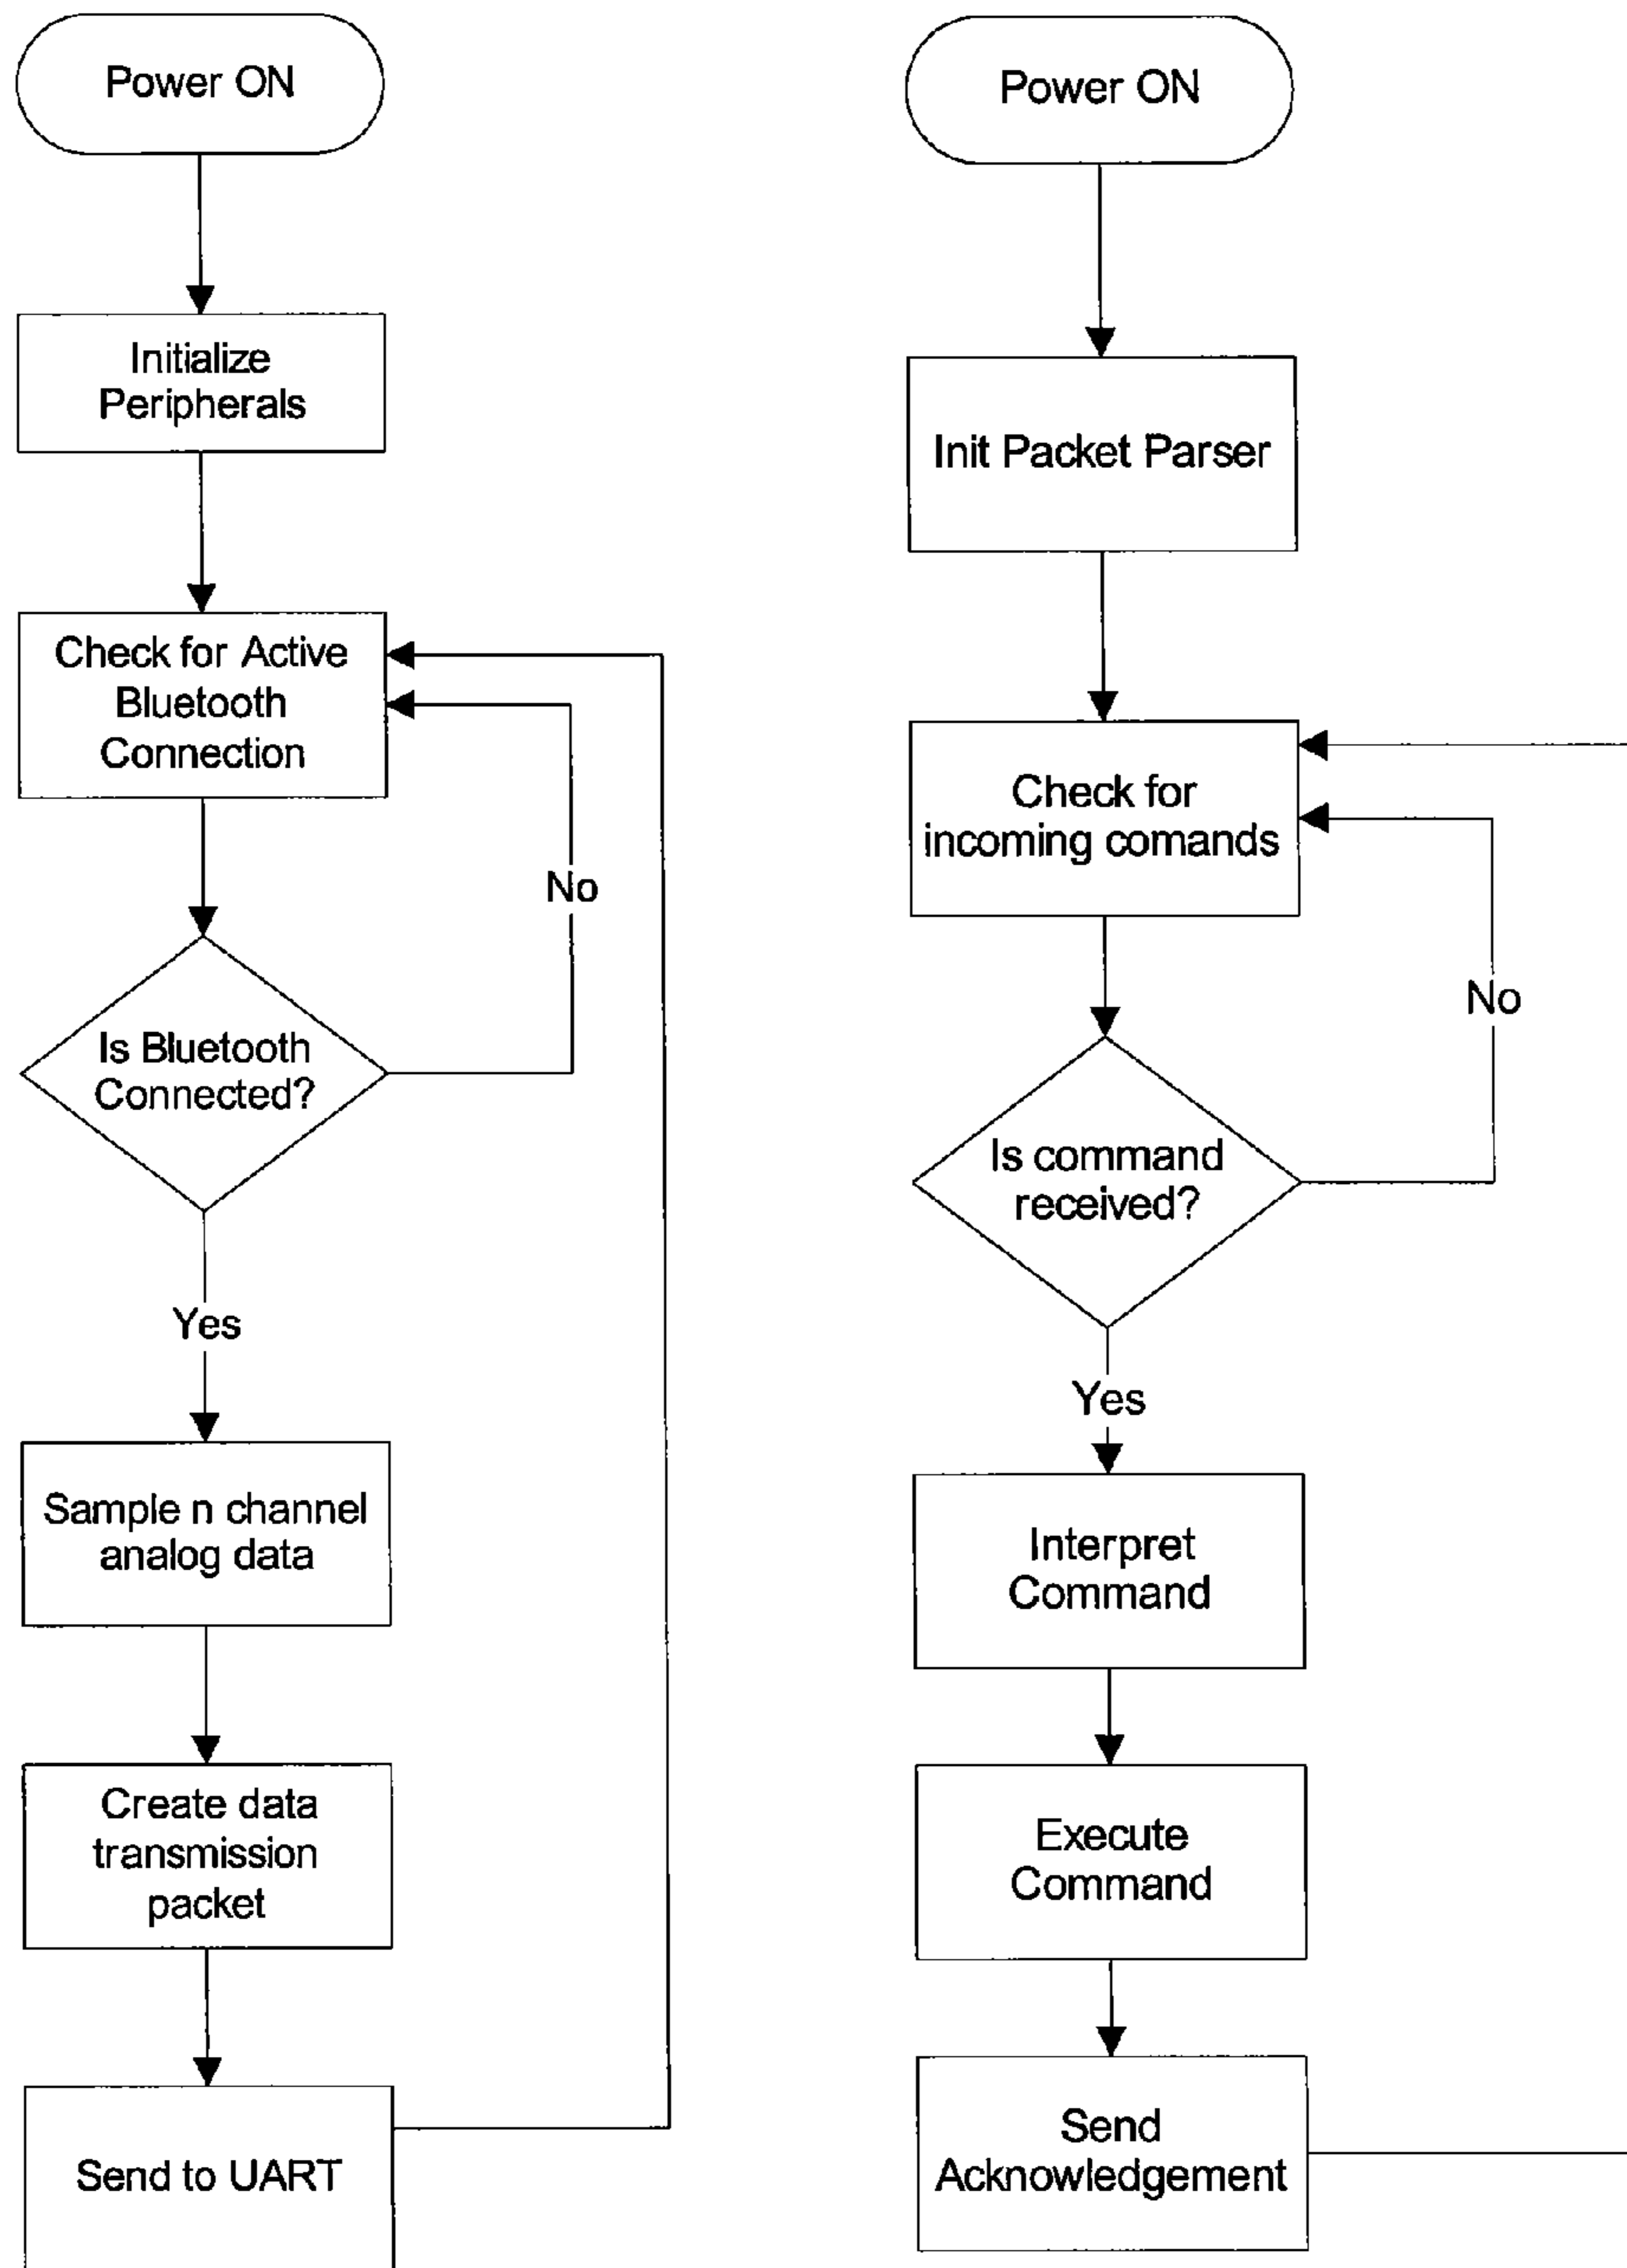 Power ON
Initialize
Peripherals
Check for Active
Bluetooth
Connection
No
Is Bluetooth
Connected?
Yes
Sample n channel
analog data
Create data
transmission
packet
Send to UART
Power ON
Init Packet Parser
Check for
incoming comands
No
Is command
received?
Yes
Interpret
Command
Execute
Command
Send
Acknowledgement